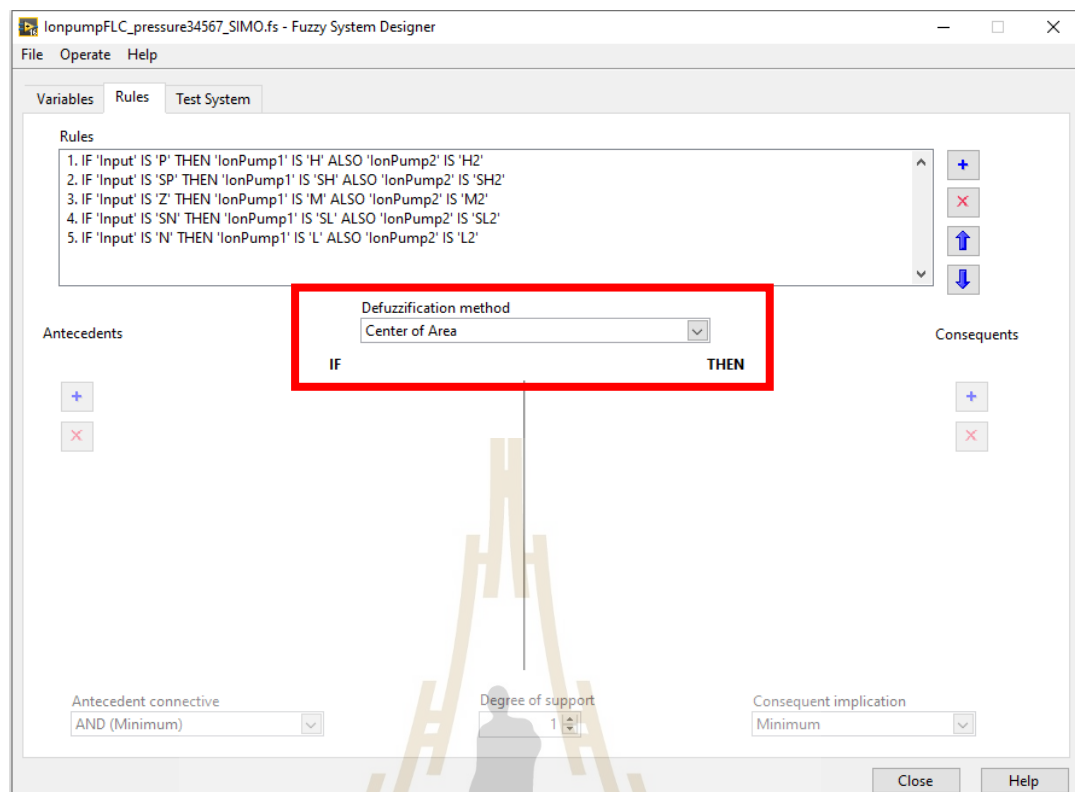 IonpumpFLC_pressure34567_SIMO.fs - Fuzzy System Designer
File Operate Help
Variables Rules Test System
Rules
1. IF 'Input' IS 'P' THEN 'IonPump1' IS 'H' ALSO 'IonPump2' IS 'H2'
2. IF 'Input' IS 'SP' THEN 'IonPump1' IS 'SH' ALSO 'IonPump2' IS 'SH2'
3. IF 'Input' IS 'Z' THEN 'IonPump1' IS 'M' ALSO 'IonPump2' IS 'M2'
4. IF 'Input' IS 'SN' THEN 'IonPump1' IS 'SL' ALSO 'IonPump2' IS 'SL2'
5. IF 'Input' IS 'N' THEN 'IonPump1' IS 'L' ALSO 'IonPump2' IS 'L2'
Defuzzification method
Center of Area
Antecedents
Consequents
IF THEN
Antecedent connective
AND (Minimum)
Degree of support
1
Consequent implication
Minimum
Close Help